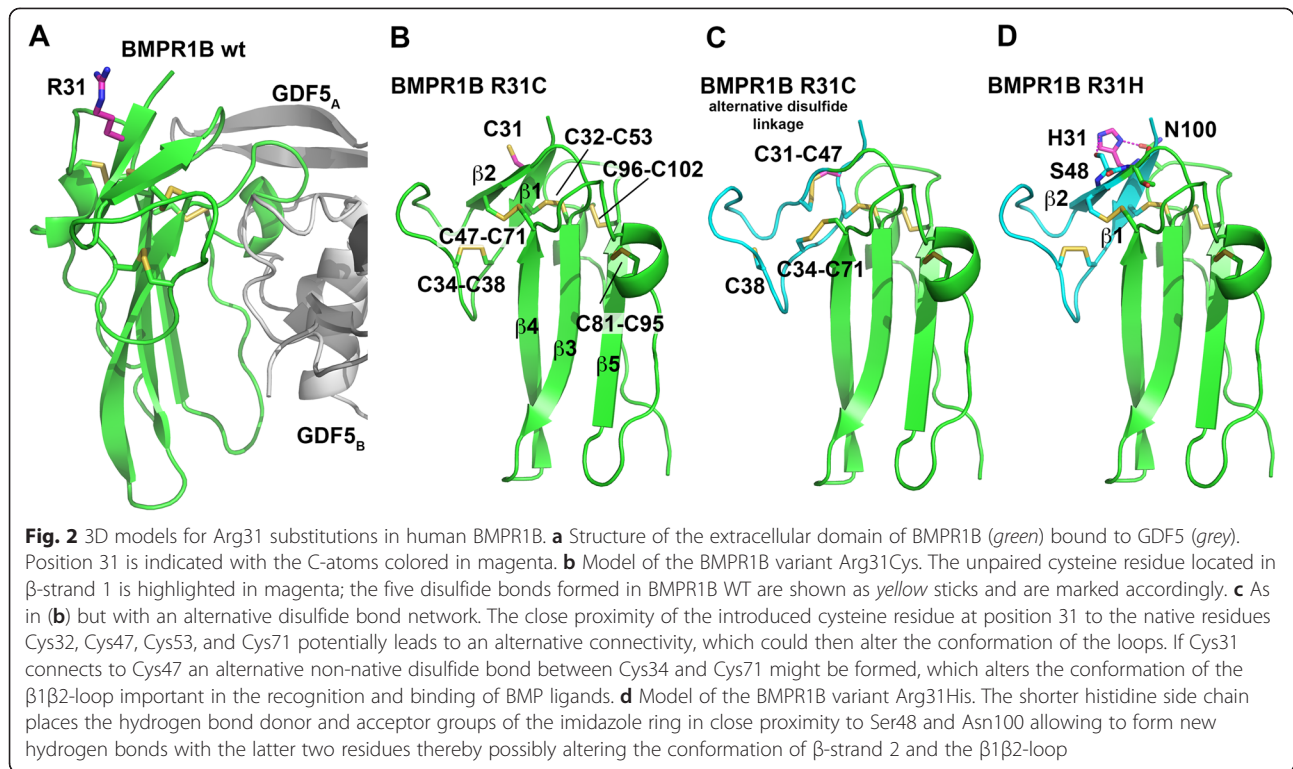 A
BMPR1B wt
R31
GDF5A
GDF5B
B
BMPR1B R31C
C31
C32-C53
C96-C102
β2
β1
C47-C71
C34-C38
C81-C95
β4
β3
β5
C
BMPR1B R31C
alternative disulfide
linkage
C31-C47
C34-C71
C38
D
BMPR1B R31H
H31
N100
S48
β2
β1
Fig. 2 3D models for Arg31 substitutions in human BMPR1B. a Structure of the extracellular domain of BMPR1B (green) bound to GDF5 (grey).
Position 31 is indicated with the C-atoms colored in magenta. b Model of the BMPR1B variant Arg31Cys. The unpaired cysteine residue located in
β-strand 1 is highlighted in magenta; the five disulfide bonds formed in BMPR1B WT are shown as yellow sticks and are marked accordingly. c As
in (b) but with an alternative disulfide bond network. The close proximity of the introduced cysteine residue at position 31 to the native residues
Cys32, Cys47, Cys53, and Cys71 potentially leads to an alternative connectivity, which could then alter the conformation of the loops. If Cys31
connects to Cys47 an alternative non-native disulfide bond between Cys34 and Cys71 might be formed, which alters the conformation of the
β1β2-loop important in the recognition and binding of BMP ligands. d Model of the BMPR1B variant Arg31His. The shorter histidine side chain
places the hydrogen bond donor and acceptor groups of the imidazole ring in close proximity to Ser48 and Asn100 allowing to form new
hydrogen bonds with the latter two residues thereby possibly altering the conformation of β-strand 2 and the β1β2-loop